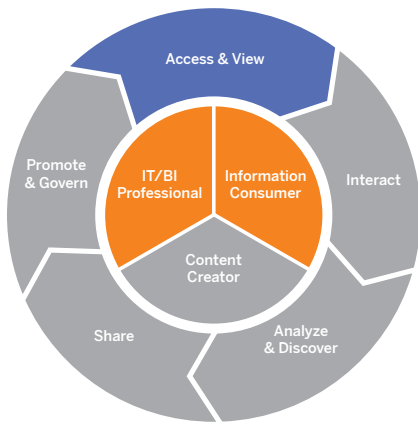 Access & View
Promote
& Govern
IT/BI
Professional
Information
Consumer
Interact
Content
Creator
Share
Analyze
& Discover